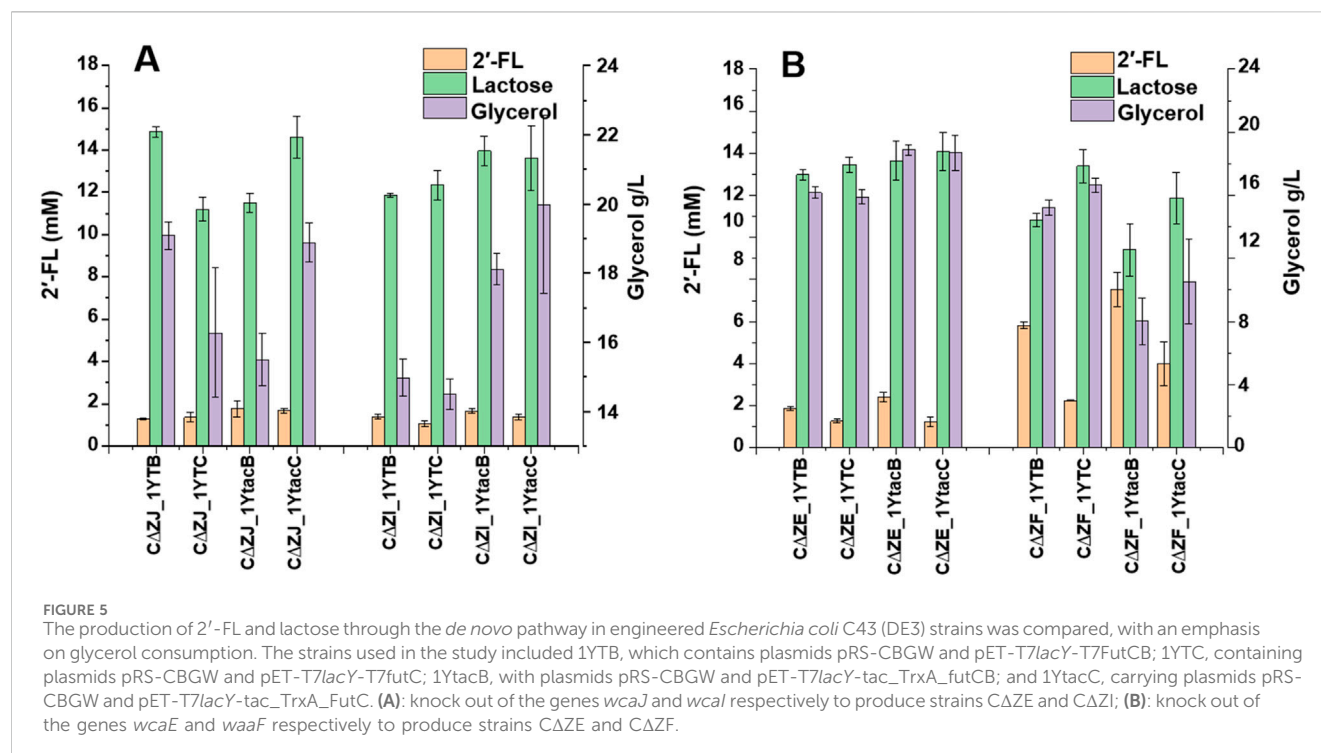 A
2′-FL
Lactose
Glycerol
18
16
14
12
10
8
6
4
2
0
2′-FL (mM)
24
22
20
18
16
14
Glycerol g/L
CΔZJ_1YTB
CΔZJ_1YTC
CΔZJ_1YtacB
CΔZJ_1YtacC
CΔZI_1YTB
CΔZI_1YTC
CΔZI_1YtacB
CΔZI_1YtacC
B
2′-FL
Lactose
Glycerol
18
16
14
12
10
8
6
4
2
0
2′-FL (mM)
24
20
16
12
8
4
0
Glycerol g/L
CΔZE_1YTB
CΔZE_1YTC
CΔZE_1YtacB
CΔZE_1YtacC
CΔZF_1YTB
CΔZF_1YTC
CΔZF_1YtacB
CΔZF_1YtacC
FIGURE 5
The production of 2′-FL and lactose through the de novo pathway in engineered Escherichia coli C43 (DE3) strains was compared, with an emphasis
on glycerol consumption. The strains used in the study included 1YTB, which contains plasmids pRS-CBGW and pET-T7lacY-T7FutCB; 1YTC, containing
plasmids pRS-CBGW and pET-T7lacY-T7futC; 1YtacB, with plasmids pRS-CBGW and pET-T7lacY-tac_TrxA_futCB; and 1YtacC, carrying plasmids pRS-
CBGW and pET-T7lacY-tac_TrxA_FutC. (A): knock out of the genes wcaJ and wcaI respectively to produce strains CΔZE and CΔZI; (B): knock out of
the genes wcaE and waaF respectively to produce strains CΔZE and CΔZF.